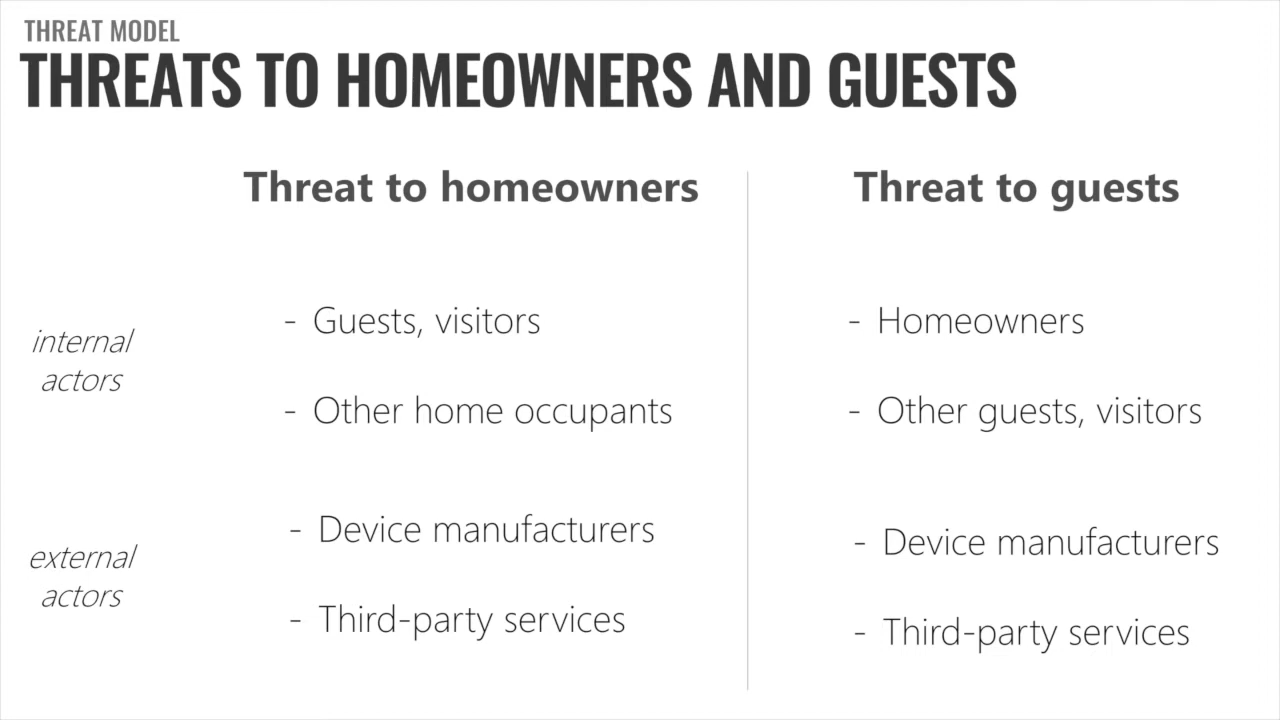 THREAT MODEL
THREATS TO HOMEOWNERS AND GUESTS
Threat to homeowners
Threat to guests
internal
actors
- Guests, visitors
- Homeowners
- Other home occupants
- Other guests, visitors
external
actors
- Device manufacturers
- Device manufacturers
- Third-party services
- Third-party services